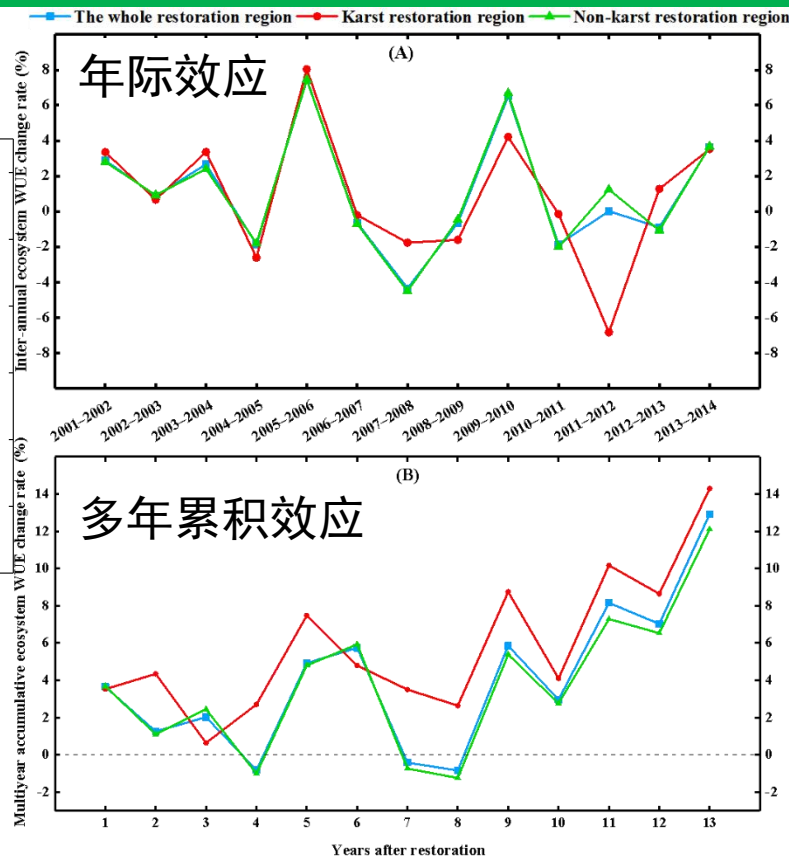 The whole restoration region Karst restoration region Non-karst restoration region
(A)
年际效应
Inter-annual ecosystem WUE change rate (%)
8 8
6 6
4 4
2 2
0 0
-2 -2
-4 -4
-6 -6
-8 -8
2001–2002 2002–2003 2003–2004 2004–2005 2005–2006 2006–2007 2007–2008 2008–2009 2009–2010 2010–2011 2011–2012 2012–2013 2013–2014
(B)
多年累积效应
Multiyear accumulative ecosystem WUE change rate (%)
14 14
12 12
10 10
8 8
6 6
4 4
2 2
0 0
-2 -2
1 2 3 4 5 6 7 8 9 10 11 12 13
Years after restoration